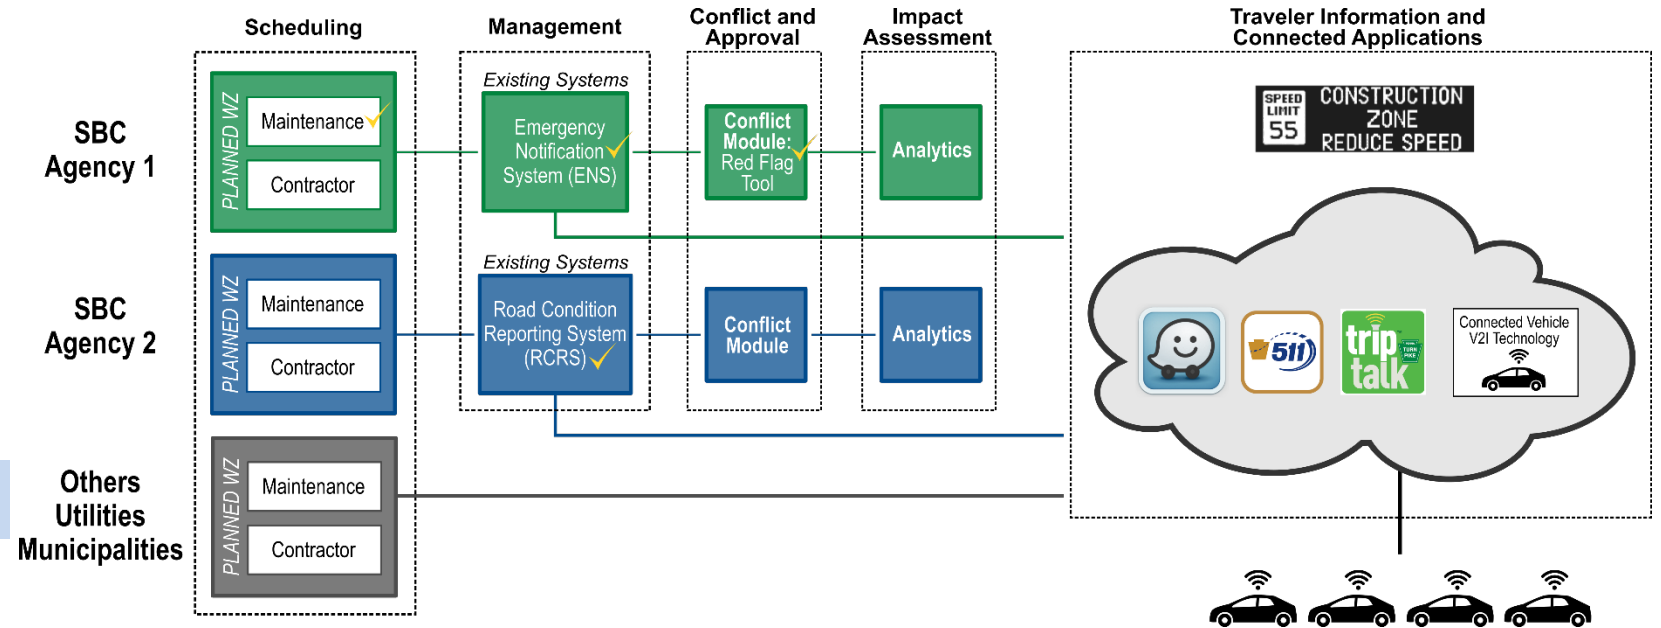 Scheduling
Management
Conflict and
Approval
Impact
Assessment
Traveler Information and
Connected Applications
SBC
Agency 1
PLANNED WZ
Maintenance
Contractor
Existing Systems
Emergency
Notification
System (ENS)
Conflict
Module:
Red Flag
Tool
Analytics
SPEED
LIMIT
55
CONSTRUCTION
ZONE
REDUCE SPEED
SBC
Agency 2
PLANNED WZ
Maintenance
Contractor
Existing Systems
Road Condition
Reporting System
(RCRS)
Conflict
Module
Analytics
511
trip
talk
TURN
PIKE
Connected Vehicle
V2I Technology
Others
Utilities
Municipalities
PLANNED WZ
Maintenance
Contractor